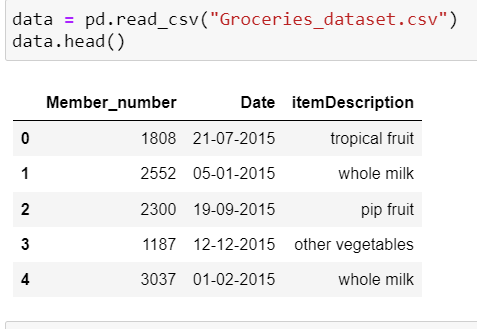 data = pd.read_csv("Groceries_dataset.csv")
data.head()
Member_number Date itemDescription
0 1808 21-07-2015 tropical fruit
1 2552 05-01-2015 whole milk
2 2300 19-09-2015 pip fruit
3 1187 12-12-2015 other vegetables
4 3037 01-02-2015 whole milk